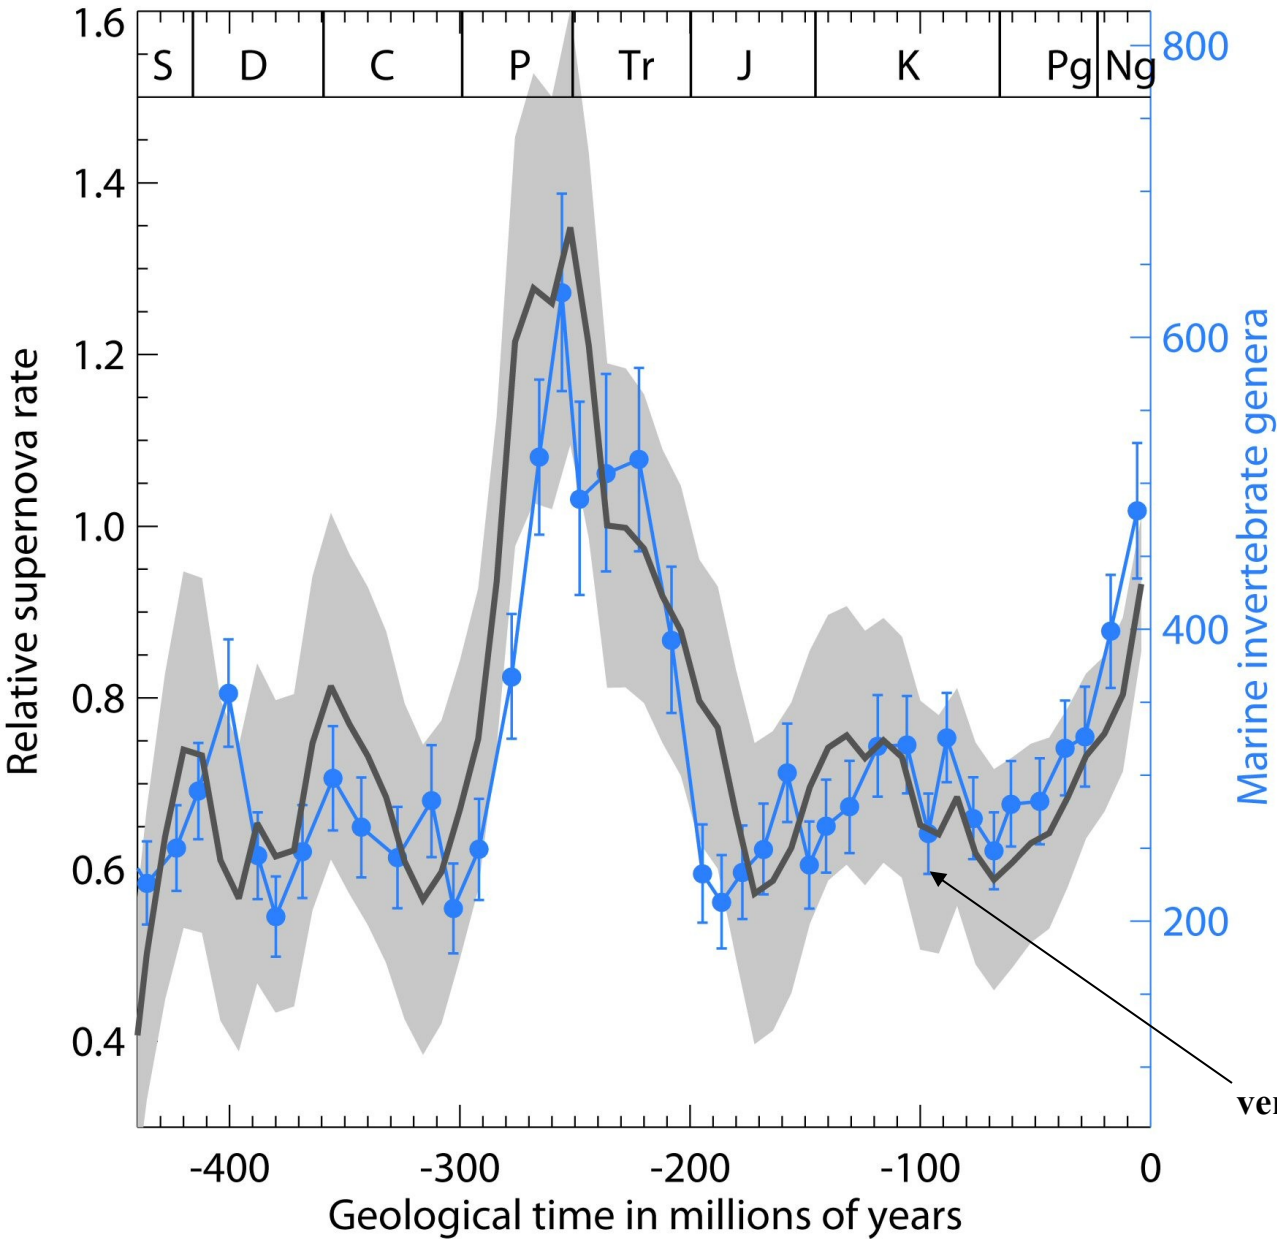 1.6
800
S D C P Tr J K Pg Ng
1.4
600
1.2
Relative supernova rate
Marine invertebrate genera
1.0
400
0.8
0.6
200
0.4
-400 -300 -200 -100 0
Geological time in millions of years